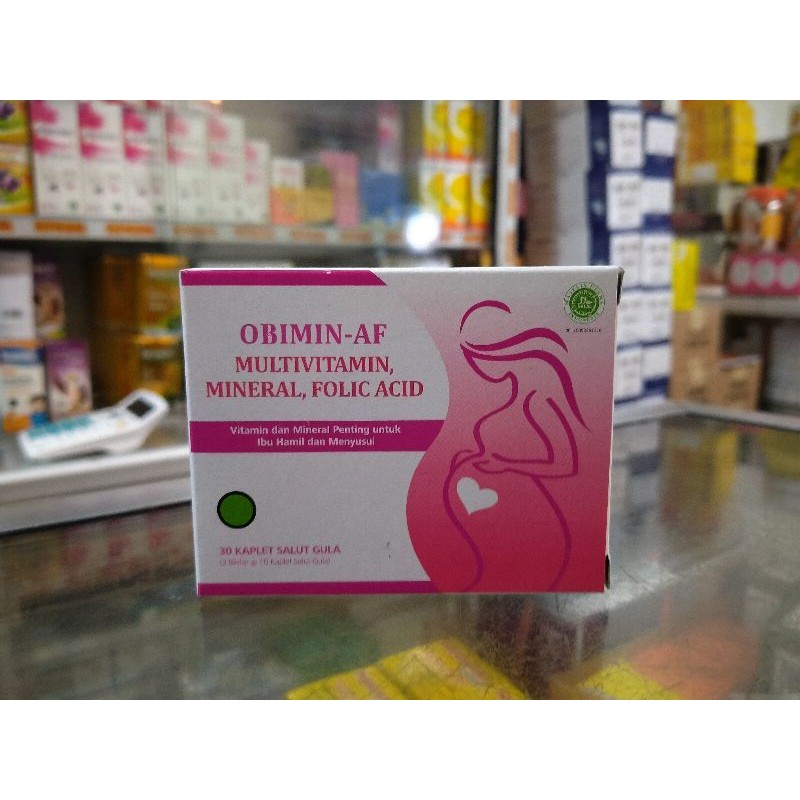 OBIMIN-AF
MULTIVITAMIN,
MINERAL, FOLIC ACID
Vitamin dan Mineral Penting untuk
Ibu Hamil dan Menyusui
30 KAPLET SALUT GULA